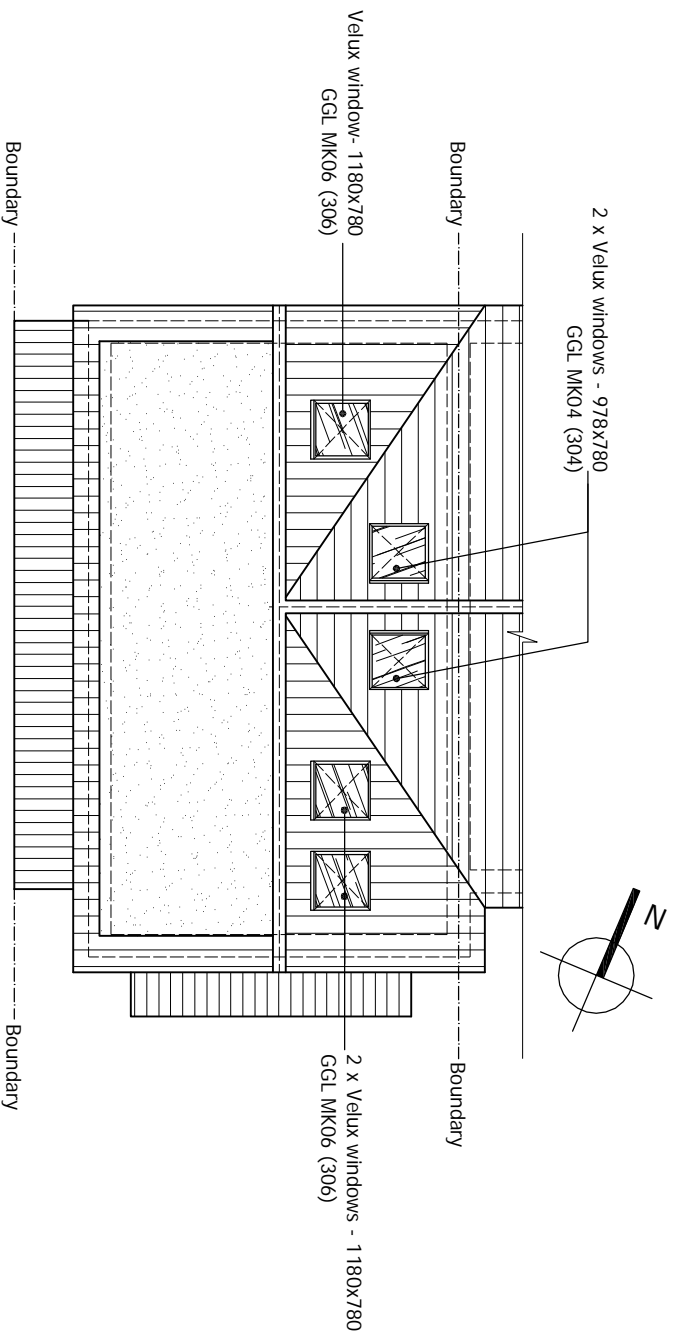 2 x Velux windows - 978x780
GGL MK04 (304)
Velux window- 1180x780
GGL MK06 (306)
2 x Velux windows - 1180x780
GGL MK06 (306)
Boundary
Boundary
Boundary
Boundary
N